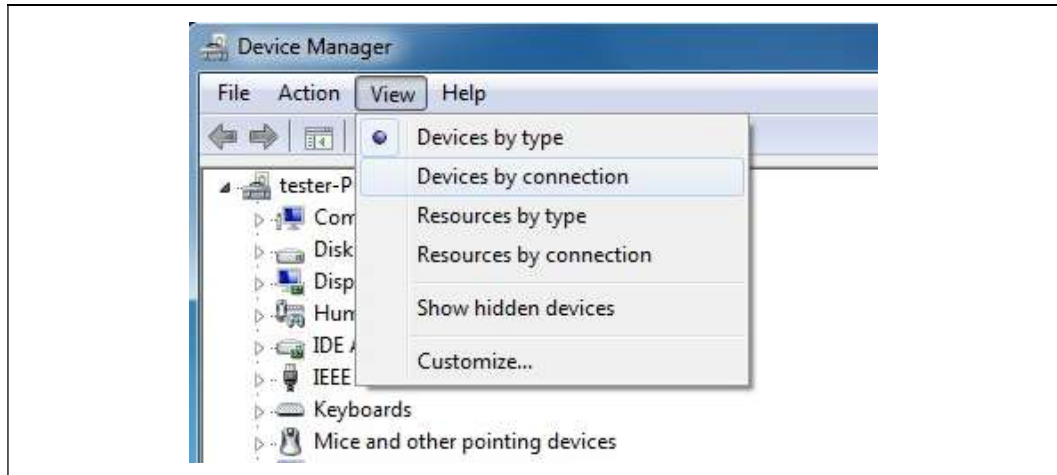 Device Manager
File Action View Help
Devices by type
Devices by connection
Resources by type
Resources by connection
Show hidden devices
Customize...
tester-P
Com
Disk
Disp
Hum
IDE
IEEE
Keyboards
Mice and other pointing devices